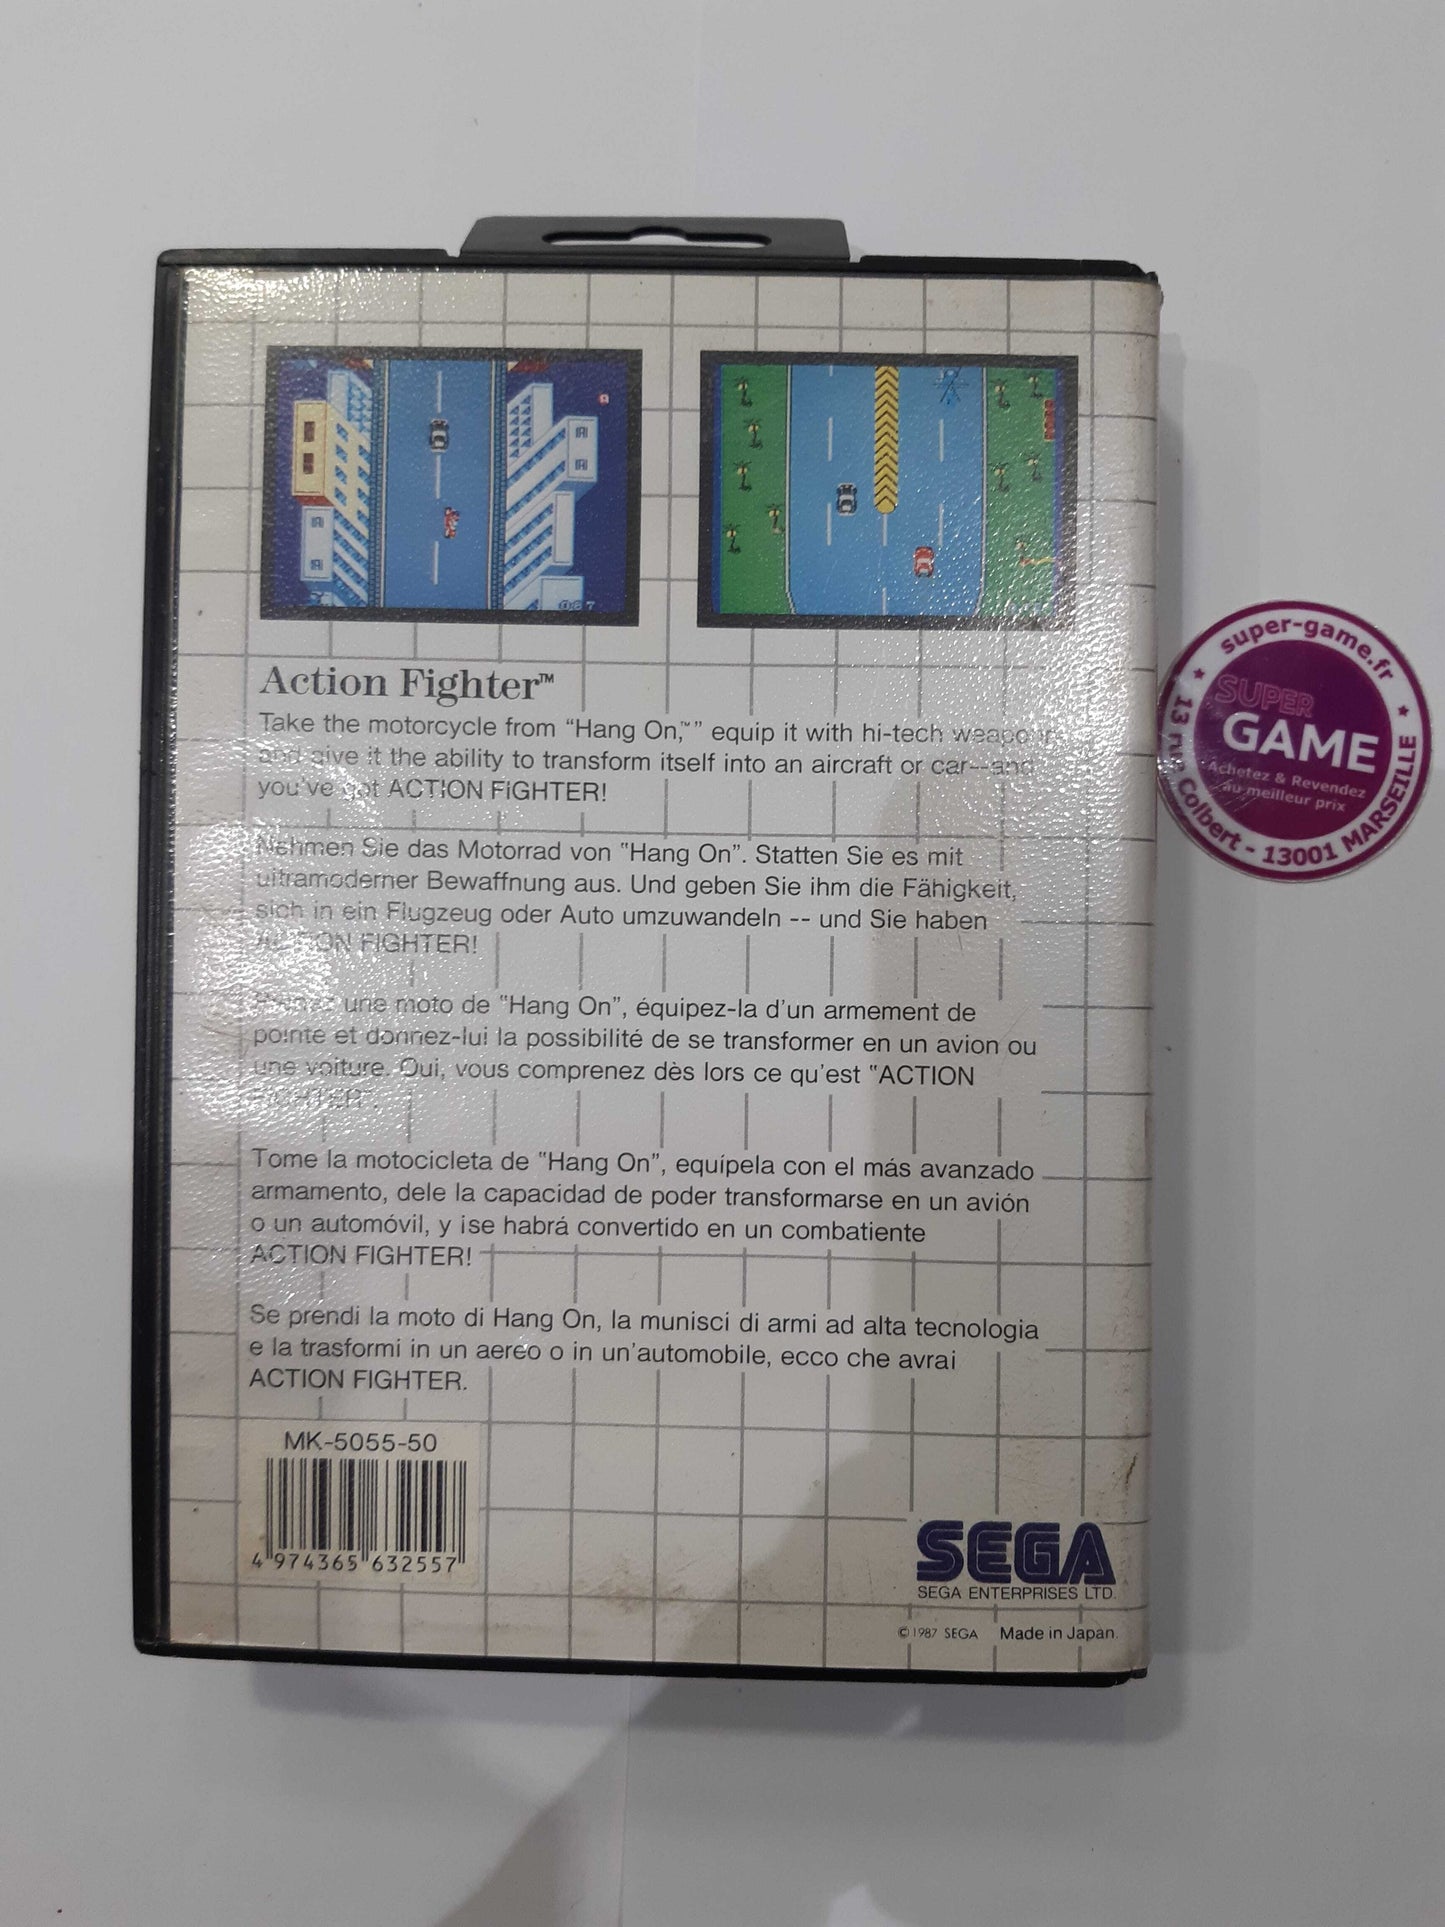 Action Fighter™
Take the motorcycle from “Hang On,™” equip it with hi-tech
and give it the ability to transform itself into an aircraft or car--and
you've got ACTION FIGHTER!
Nehmen Sie das Motorrad von "Hang On". Statten Sie es mit
ultramoderner Bewaffnung aus. Und geben Sie ihm die Fähigkeit,
sich in ein Flugzeug oder Auto umzuwandeln -- und Sie haben
ACTION FIGHTER!
une moto de "Hang On", équipez-la d'un armement de
pointe et donnez-lui la possibilité de se transformer en un avion ou
une voiture. Oui, vous comprenez dès lors ce qu'est "ACTION
FIGHTER".
Tome la motocicleta de "Hang On", equípela con el más avanzado
armamento, dele la capacidad de poder transformarse en un avión
o un automóvil, y ¡se habrá convertido en un combatiente
ACTION FIGHTER!
Se prendi la moto di Hang On, la munisci di armi ad alta tecnologia
e la trasformi in un aereo o in un'automobile, ecco che avrai
ACTION FIGHTER.
MK-5055-50
4 974365 632557
SEGA
SEGA ENTERPRISES LTD.
© 1987 SEGA Made in Japan.
super-game.fr
SUPER
GAME
Achetez & Revendez
au meilleur prix
13 rue Colbert - 13001 MARSEILLE